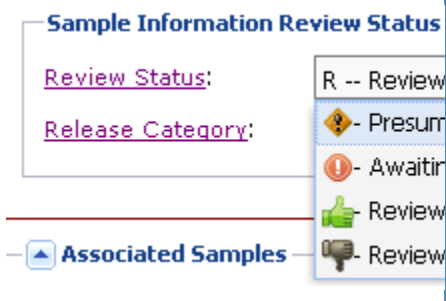 Sample Information Review Status
Review Status:
R -- Review
Release Category:
- Presum
- Awaitin
- Review
Associated Samples
- Review